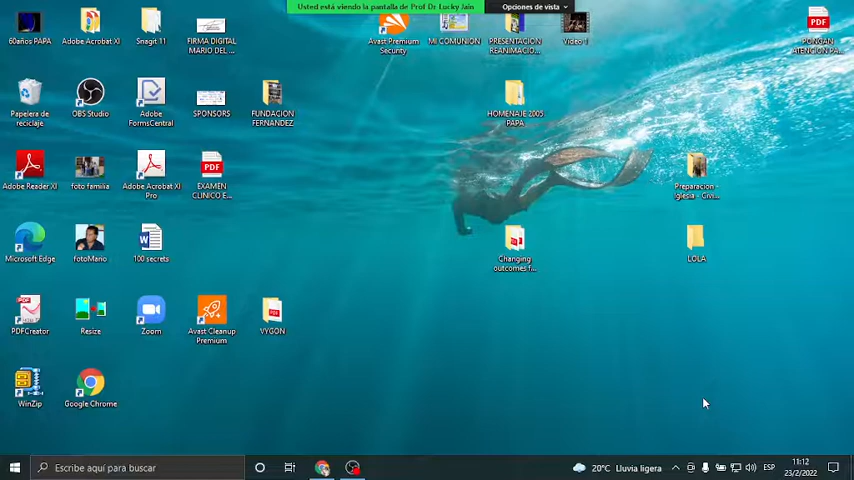 Usted está viendo la pantalla de Prof Dr Lucky Jain
Opciones de vista
60años PAPA
Adobe Acrobat XI
Snagit 11
FIRMA DIGITAL
MARIO DEL ...
Avast Premium
Security
MI COMUNION
PRESENTACION
REANIMACIO...
Video 1
PONGAN
ATENCION PA...
Papelera de
reciclaje
OBS Studio
Adobe
FormsCentral
SPONSORS
FUNDACION
FERNANDEZ
HOMENAJE 2005
PAPA
Adobe Reader XI
foto familia
Adobe Acrobat XI
Pro
PDF
EXAMEN
CLINICO E...
Preparacion -
Iglesia - Civi...
Microsoft Edge
fotoMario
100 secrets
Changing
outcomes f...
LOLA
PDFCreator
Resize
Zoom
Avast Cleanup
Premium
VYGON
WinZip
Google Chrome
Escribe aquí para buscar
20°C Lluvia ligera
ESP
11:12
23/2/2022